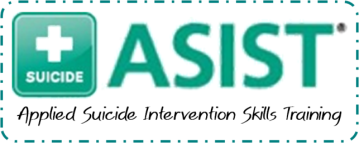 SUICIDE
ASIST®
Applied Suicide Intervention Skills Training